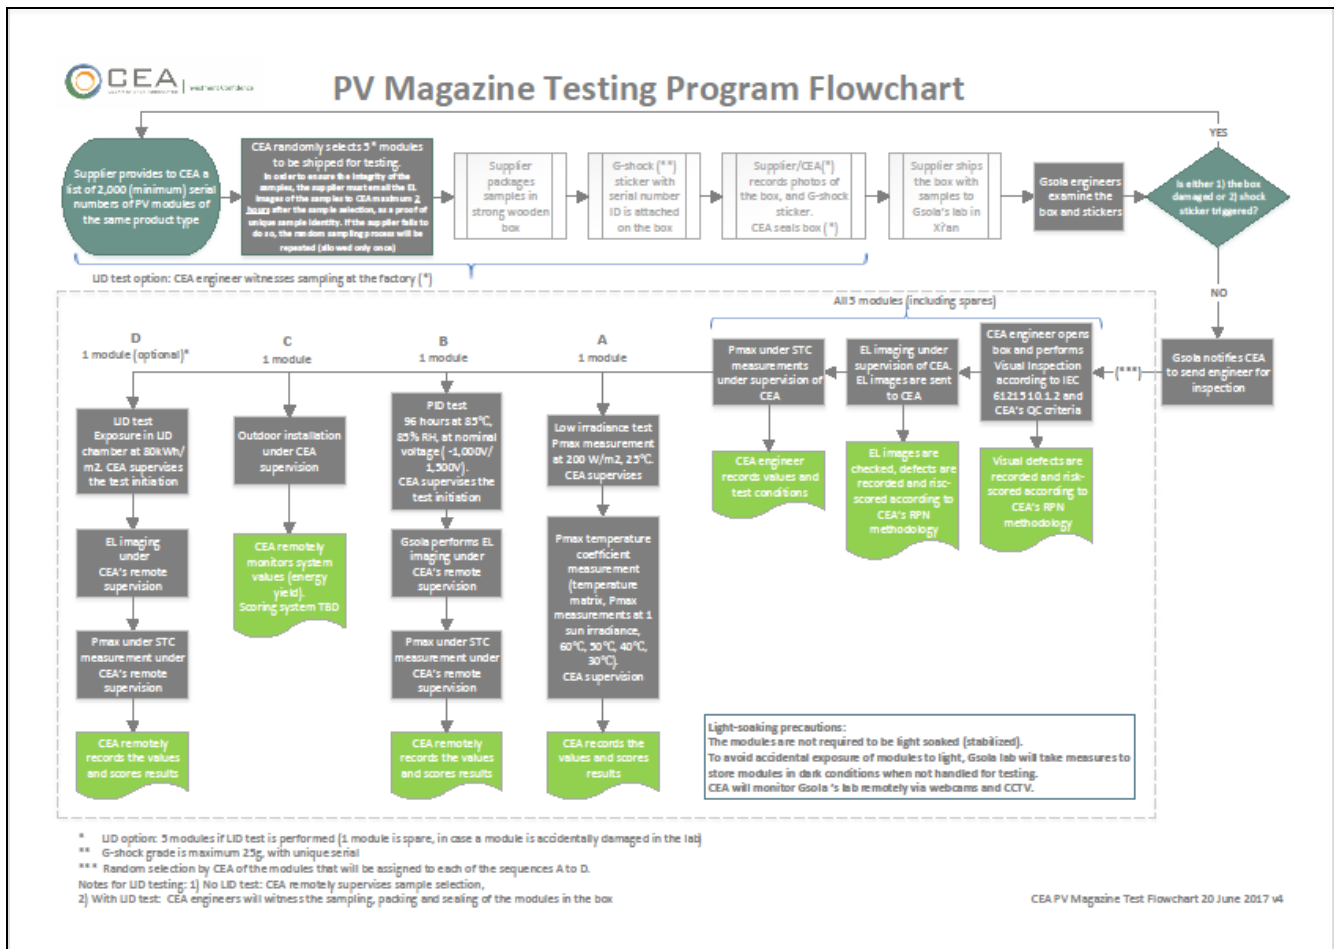 CEA
Investment Confidence
PV Magazine Testing Program Flowchart
YES
Supplier provides to CEA a
list of 2,000 (minimum) serial
numbers of PV modules of
the same product type
CEA randomly selects 5* modules
to be shipped for testing.
In order to ensure the integrity of the
samples, the supplier must email the EL
images of the samples to CEA maximum 2
hours after the sample selection, as a proof of
unique sample identity. If the supplier fails to
do so, the random sampling process will be
repeated (allowed only once)
Supplier
packages
samples in
strong wooden
box
G-shock (**)
sticker with
serial number
ID is attached
on the box
Supplier/CEA(*)
records photos of
the box, and G-shock
sticker.
CEA seals box (*)
Supplier ships
the box with
samples to
Gsola's lab in
Xi?an
Gsola engineers
examine the
box and stickers
Is either 1) the box
damaged or 2) shock
sticker triggered?
LID test option: CEA engineer witnesses sampling at the factory (*)
NO
All 5 modules (including spares)
D
1 module (optional)*
C
1 module
B
1 module
A
1 module
Pmax under STC
measurements
under supervision of
CEA
EL imaging under
supervision of CEA.
EL images are sent
to CEA
CEA engineer opens
box and performs
Visual Inspection
according to IEC
61215 10.1.2 and
CEA's QC criteria
(***)
Gsola notifies CEA
to send engineer for
inspection
LID test
Exposure in LID
chamber at 80kWh/
m2. CEA supervises
the test initiation
Outdoor installation
under CEA
supervision
PID test
96 hours at 85°C,
85% RH, at nominal
voltage ( -1,000V/
1,500V).
CEA supervises the
test initiation
Low irradiance test
Pmax measurement
at 200 W/m2, 25°C.
CEA supervises
CEA engineer
records values and
test conditions
EL images are
checked, defects are
recorded and risc-
scored according to
CEA's RPN
methodology
Visual defects are
recorded and risk-
scored according to
CEA's RPN
methodology
EL imaging
under
CEA's remote
supervision
CEA remotely
monitors system
values (energy
yield).
Scoring system TBD
Gsola performs EL
imaging under
CEA's remote
supervision
Pmax temperature
coefficient
measurement
(temperature
matrix, Pmax
measurements at 1
sun irradiance,
60°C, 50°C, 40°C,
30°C).
CEA supervision
Pmax under STC
measurement under
CEA's remote
supervision
Pmax under STC
measurement under
CEA's remote
supervision
CEA remotely
records the values
and scores results
CEA remotely
records the values
and scores results
CEA records the
values and scores
results
Light-soaking precautions:
The modules are not required to be light soaked (stabilized).
To avoid accidental exposure of modules to light, Gsola lab will take measures to
store modules in dark conditions when not handled for testing.
CEA will monitor Gsola 's lab remotely via webcams and CCTV.
* LID option: 5 modules if LID test is performed (1 module is spare, in case a module is accidentally damaged in the lab)
** G-shock grade is maximum 25g, with unique serial
*** Random selection by CEA of the modules that will be assigned to each of the sequences A to D.
Notes for LID testing: 1) No LID test: CEA remotely supervises sample selection,
2) With LID test: CEA engineers will witness the sampling, packing and sealing of the modules in the box
CEA PV Magazine Test Flowchart 20 June 2017 v4